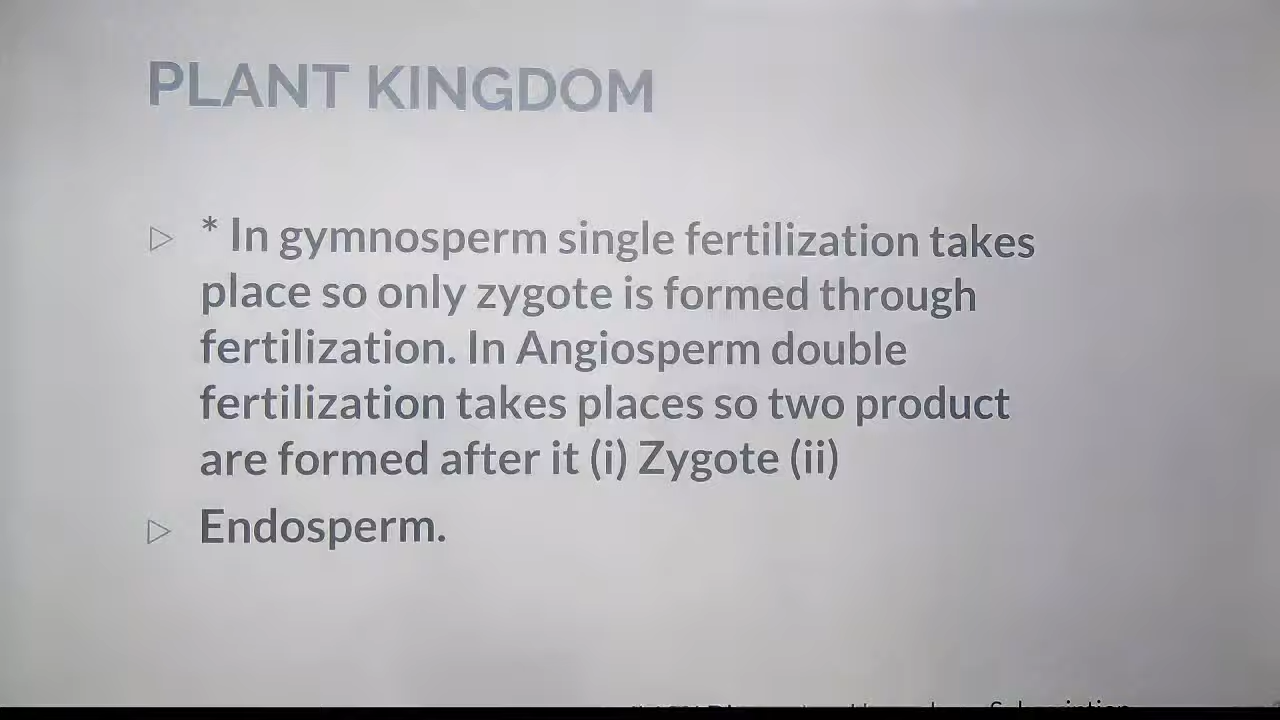 PLANT KINGDOM
* In gymnosperm single fertilization takes
place so only zygote is formed through
fertilization. In Angiosperm double
fertilization takes places so two product
are formed after it (i) Zygote (ii)
Endosperm.